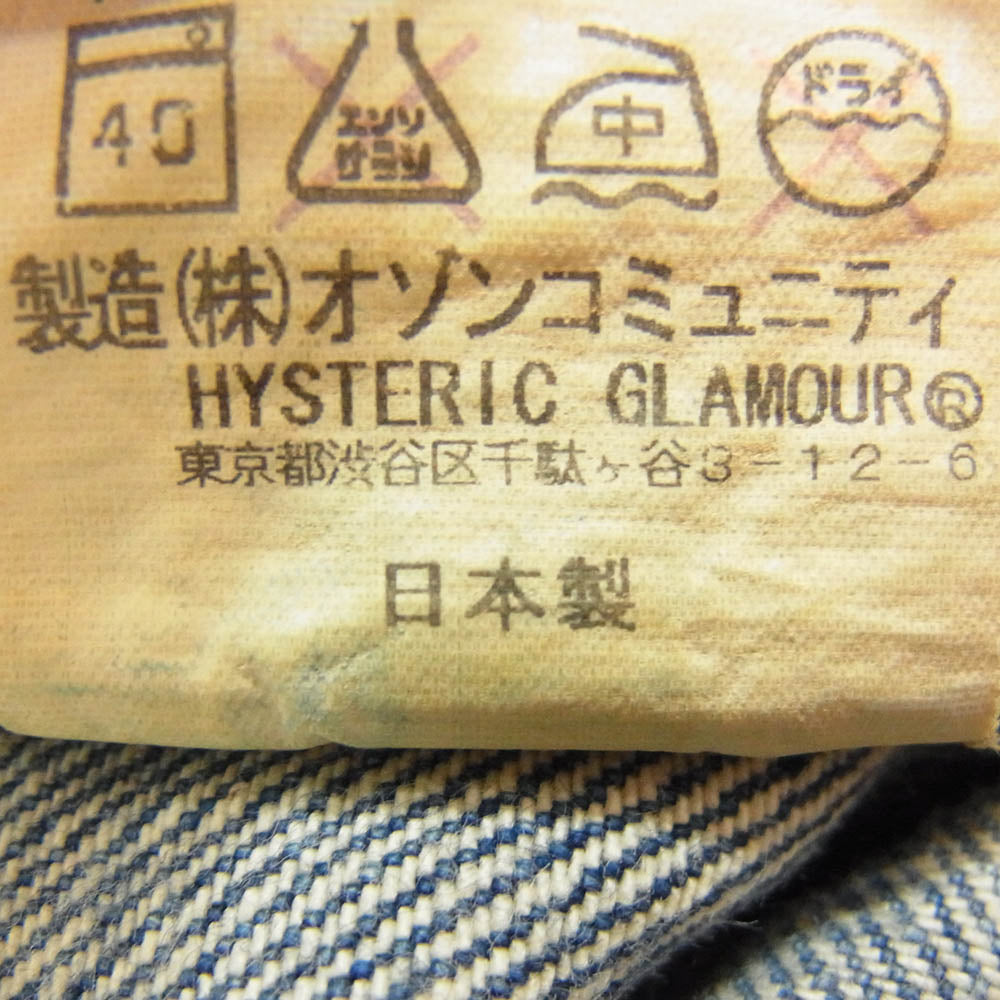 40 エンソサラシ 中 ドライ
製造(株)オゾンコミュニティ
HYSTERIC GLAMOUR®
東京都渋谷区千駄ヶ谷3-12-6
日本製